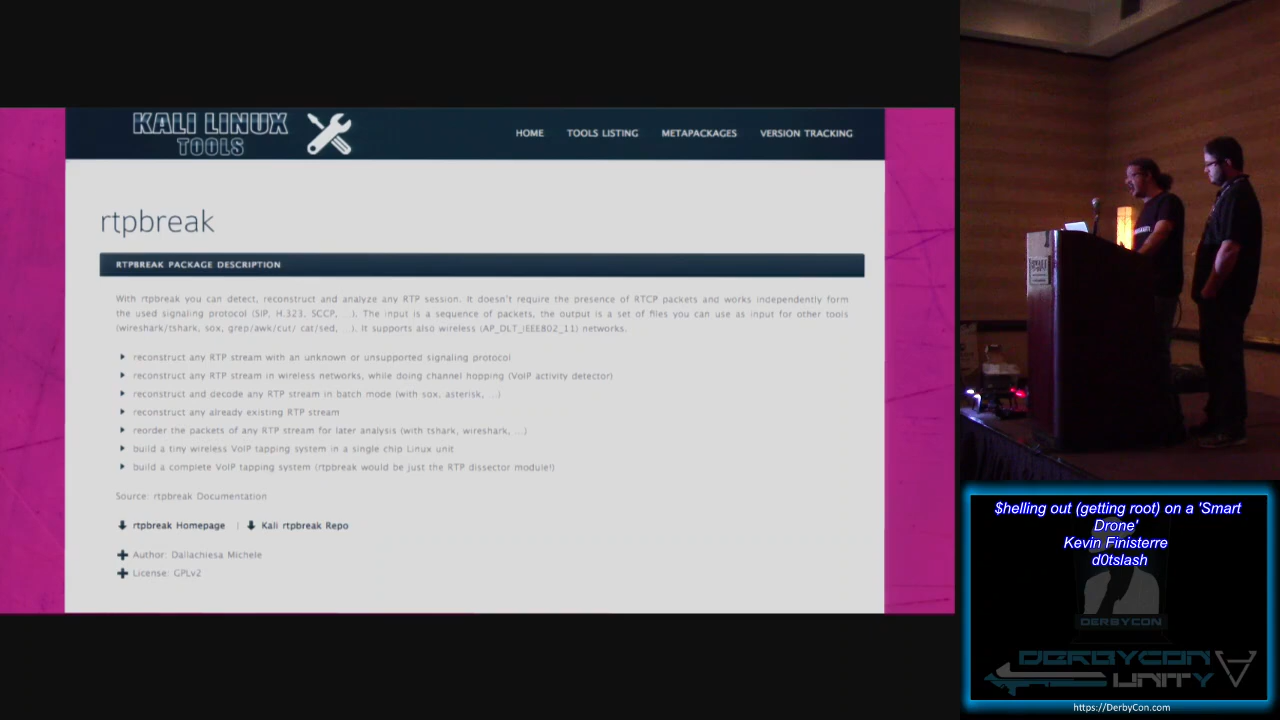 KALI LINUX
TOOLS
HOME
TOOLS LISTING
METAPACKAGES
VERSION TRACKING
rtpbreak
RTPBREAK PACKAGE DESCRIPTION
With rtpbreak you can detect, reconstruct and analyze any RTP session. It doesn't require the presence of RTCP packets and works independently form
the used signaling protocol (SIP, H.323, SCCP, ...). The input is a sequence of packets, the output is a set of files you can use as input for other tools
(wireshark/tshark, sox, grep/awk/cut/ cat/sed, ...). It supports also wireless (AP_DLT_IEEE802_11) networks.
reconstruct any RTP stream with an unknown or unsupported signaling protocol
reconstruct any RTP stream in wireless networks, while doing channel hopping (VoIP activity detector)
reconstruct and decode any RTP stream in batch mode (with sox, asterisk, ...)
reconstruct any already existing RTP stream
reorder the packets of any RTP stream for later analysis (with tshark, wireshark, ...)
build a tiny wireless VoIP tapping system in a single chip Linux unit
build a complete VoIP tapping system (rtpbreak would be just the RTP dissector module!)
Source: rtpbreak Documentation
rtpbreak Homepage | Kali rtpbreak Repo
Author: Dallachiesa Michele
License: GPLv2
$helling out (getting root) on a 'Smart
Drone'
Kevin Finisterre
d0tslash
DERBYCON
DERBYCON
UNITY
https://DerbyCon.com